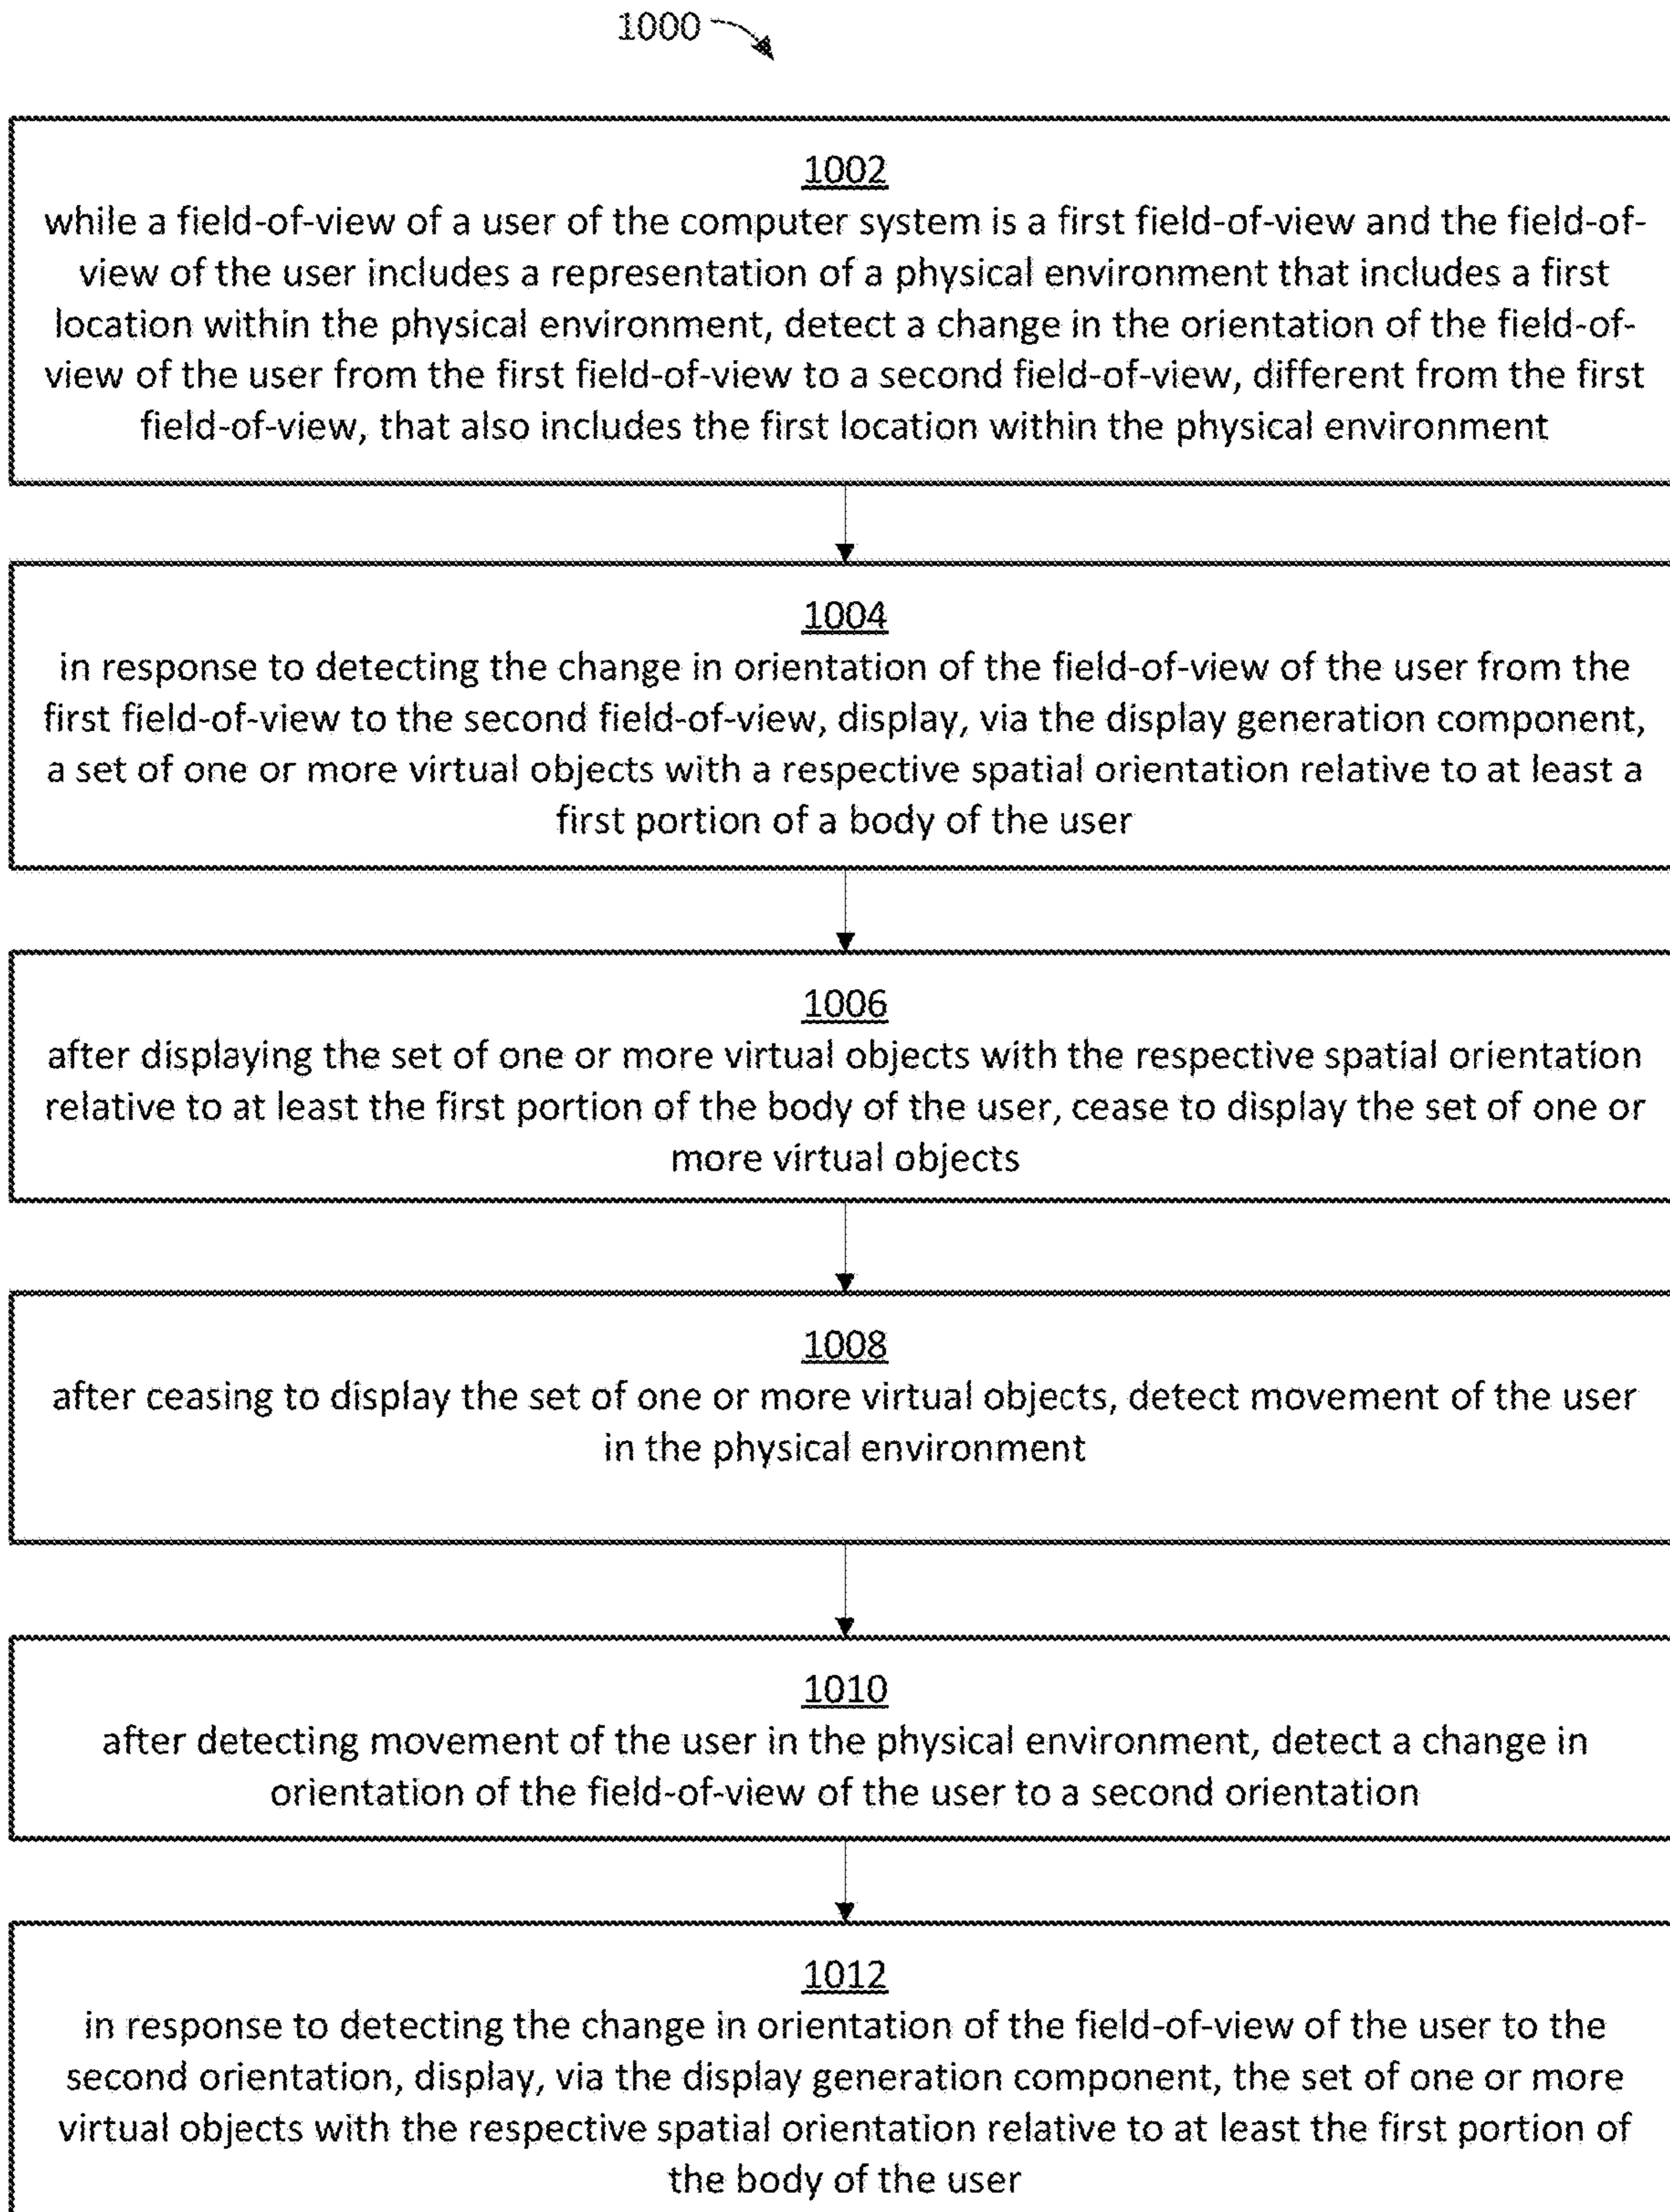 1000
1002
while a field-of-view of a user of the computer system is a first field-of-view and the field-of-
view of the user includes a representation of a physical environment that includes a first
location within the physical environment, detect a change in the orientation of the field-of-
view of the user from the first field-of-view to a second field-of-view, different from the first
field-of-view, that also includes the first location within the physical environment
1004
in response to detecting the change in orientation of the field-of-view of the user from the
first field-of-view to the second field-of-view, display, via the display generation component,
a set of one or more virtual objects with a respective spatial orientation relative to at least a
first portion of a body of the user
1006
after displaying the set of one or more virtual objects with the respective spatial orientation
relative to at least the first portion of the body of the user, cease to display the set of one or
more virtual objects
1008
after ceasing to display the set of one or more virtual objects, detect movement of the user
in the physical environment
1010
after detecting movement of the user in the physical environment, detect a change in
orientation of the field-of-view of the user to a second orientation
1012
in response to detecting the change in orientation of the field-of-view of the user to the
second orientation, display, via the display generation component, the set of one or more
virtual objects with the respective spatial orientation relative to at least the first portion of
the body of the user